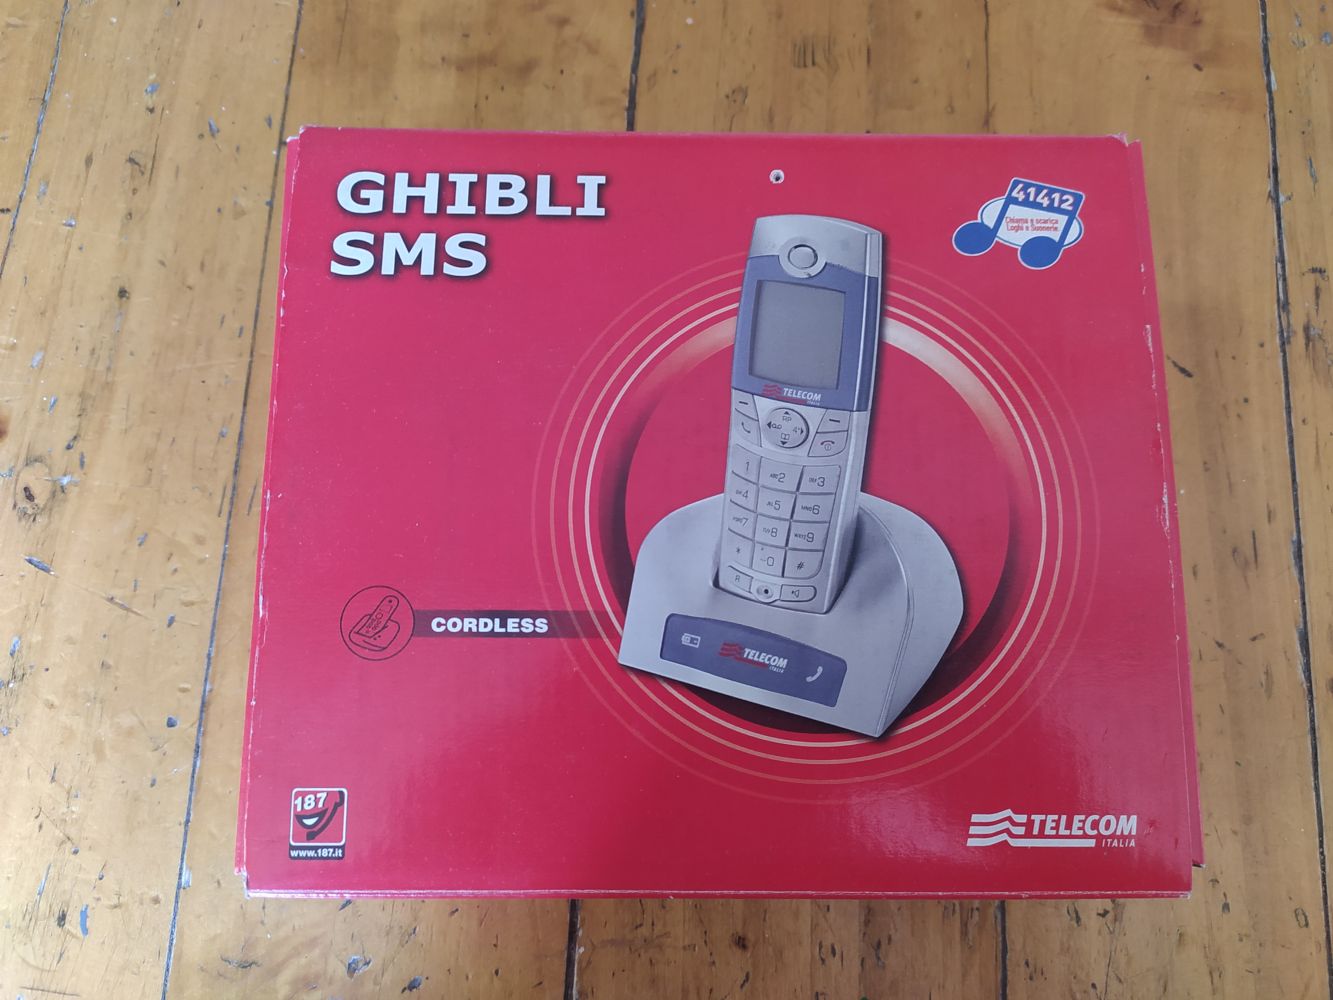 GHIBLI
SMS
41412
Chiama e scarica
Loghi e Suonerie.
TELECOM
ITALIA
1
ABC2
DEF3
GHI4
JKL5
MNO6
PQRS7
TUV8
WXYZ9
*
0
#
R
CORDLESS
TELECOM
ITALIA
187
www.187.it
TELECOM
ITALIA